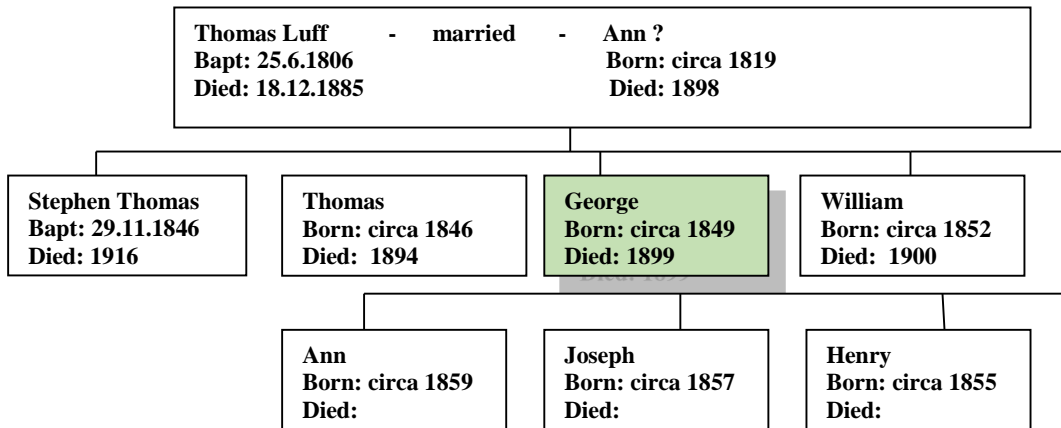 Thomas Luff - married - Ann ?
Bapt: 25.6.1806 Born: circa 1819
Died: 18.12.1885 Died: 1898
Stephen Thomas
Bapt: 29.11.1846
Died: 1916
Thomas
Born: circa 1846
Died: 1894
George
Born: circa 1849
Died: 1899
William
Born: circa 1852
Died: 1900
Ann
Born: circa 1859
Died:
Joseph
Born: circa 1857
Died:
Henry
Born: circa 1855
Died: